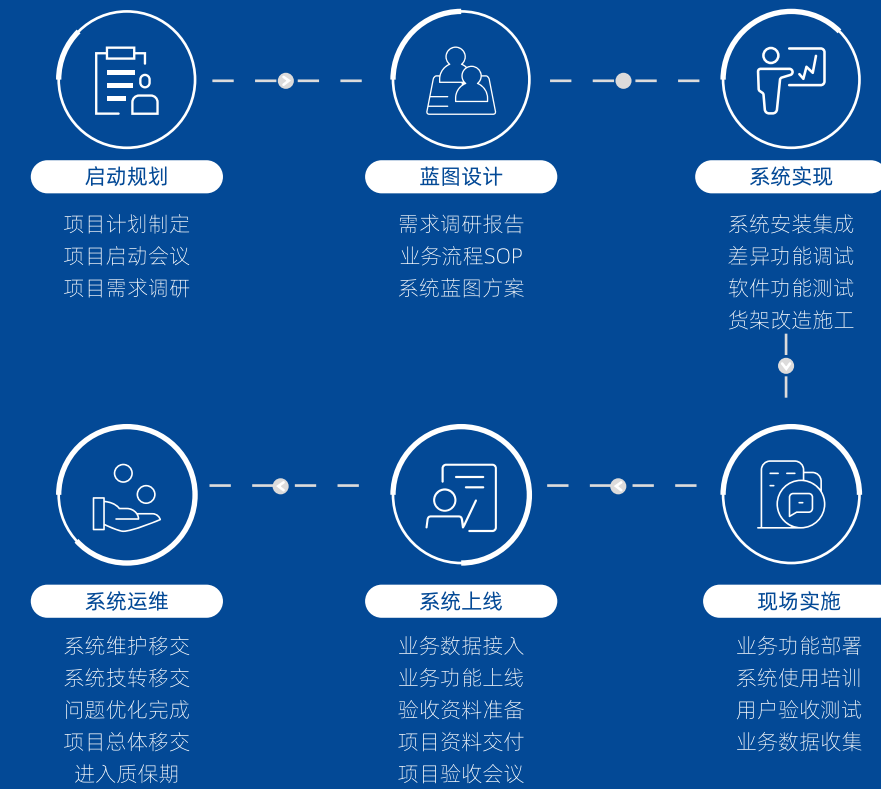 启动规划
项目计划制定
项目启动会议
项目需求调研
蓝图设计
需求调研报告
业务流程SOP
系统蓝图方案
系统实现
系统安装集成
差异功能调试
软件功能测试
货架改造施工
现场实施
业务功能部署
系统使用培训
用户验收测试
业务数据收集
系统上线
业务数据接入
业务功能上线
验收资料准备
项目资料交付
项目验收会议
系统运维
系统维护移交
系统技转移交
问题优化完成
项目总体移交
进入质保期